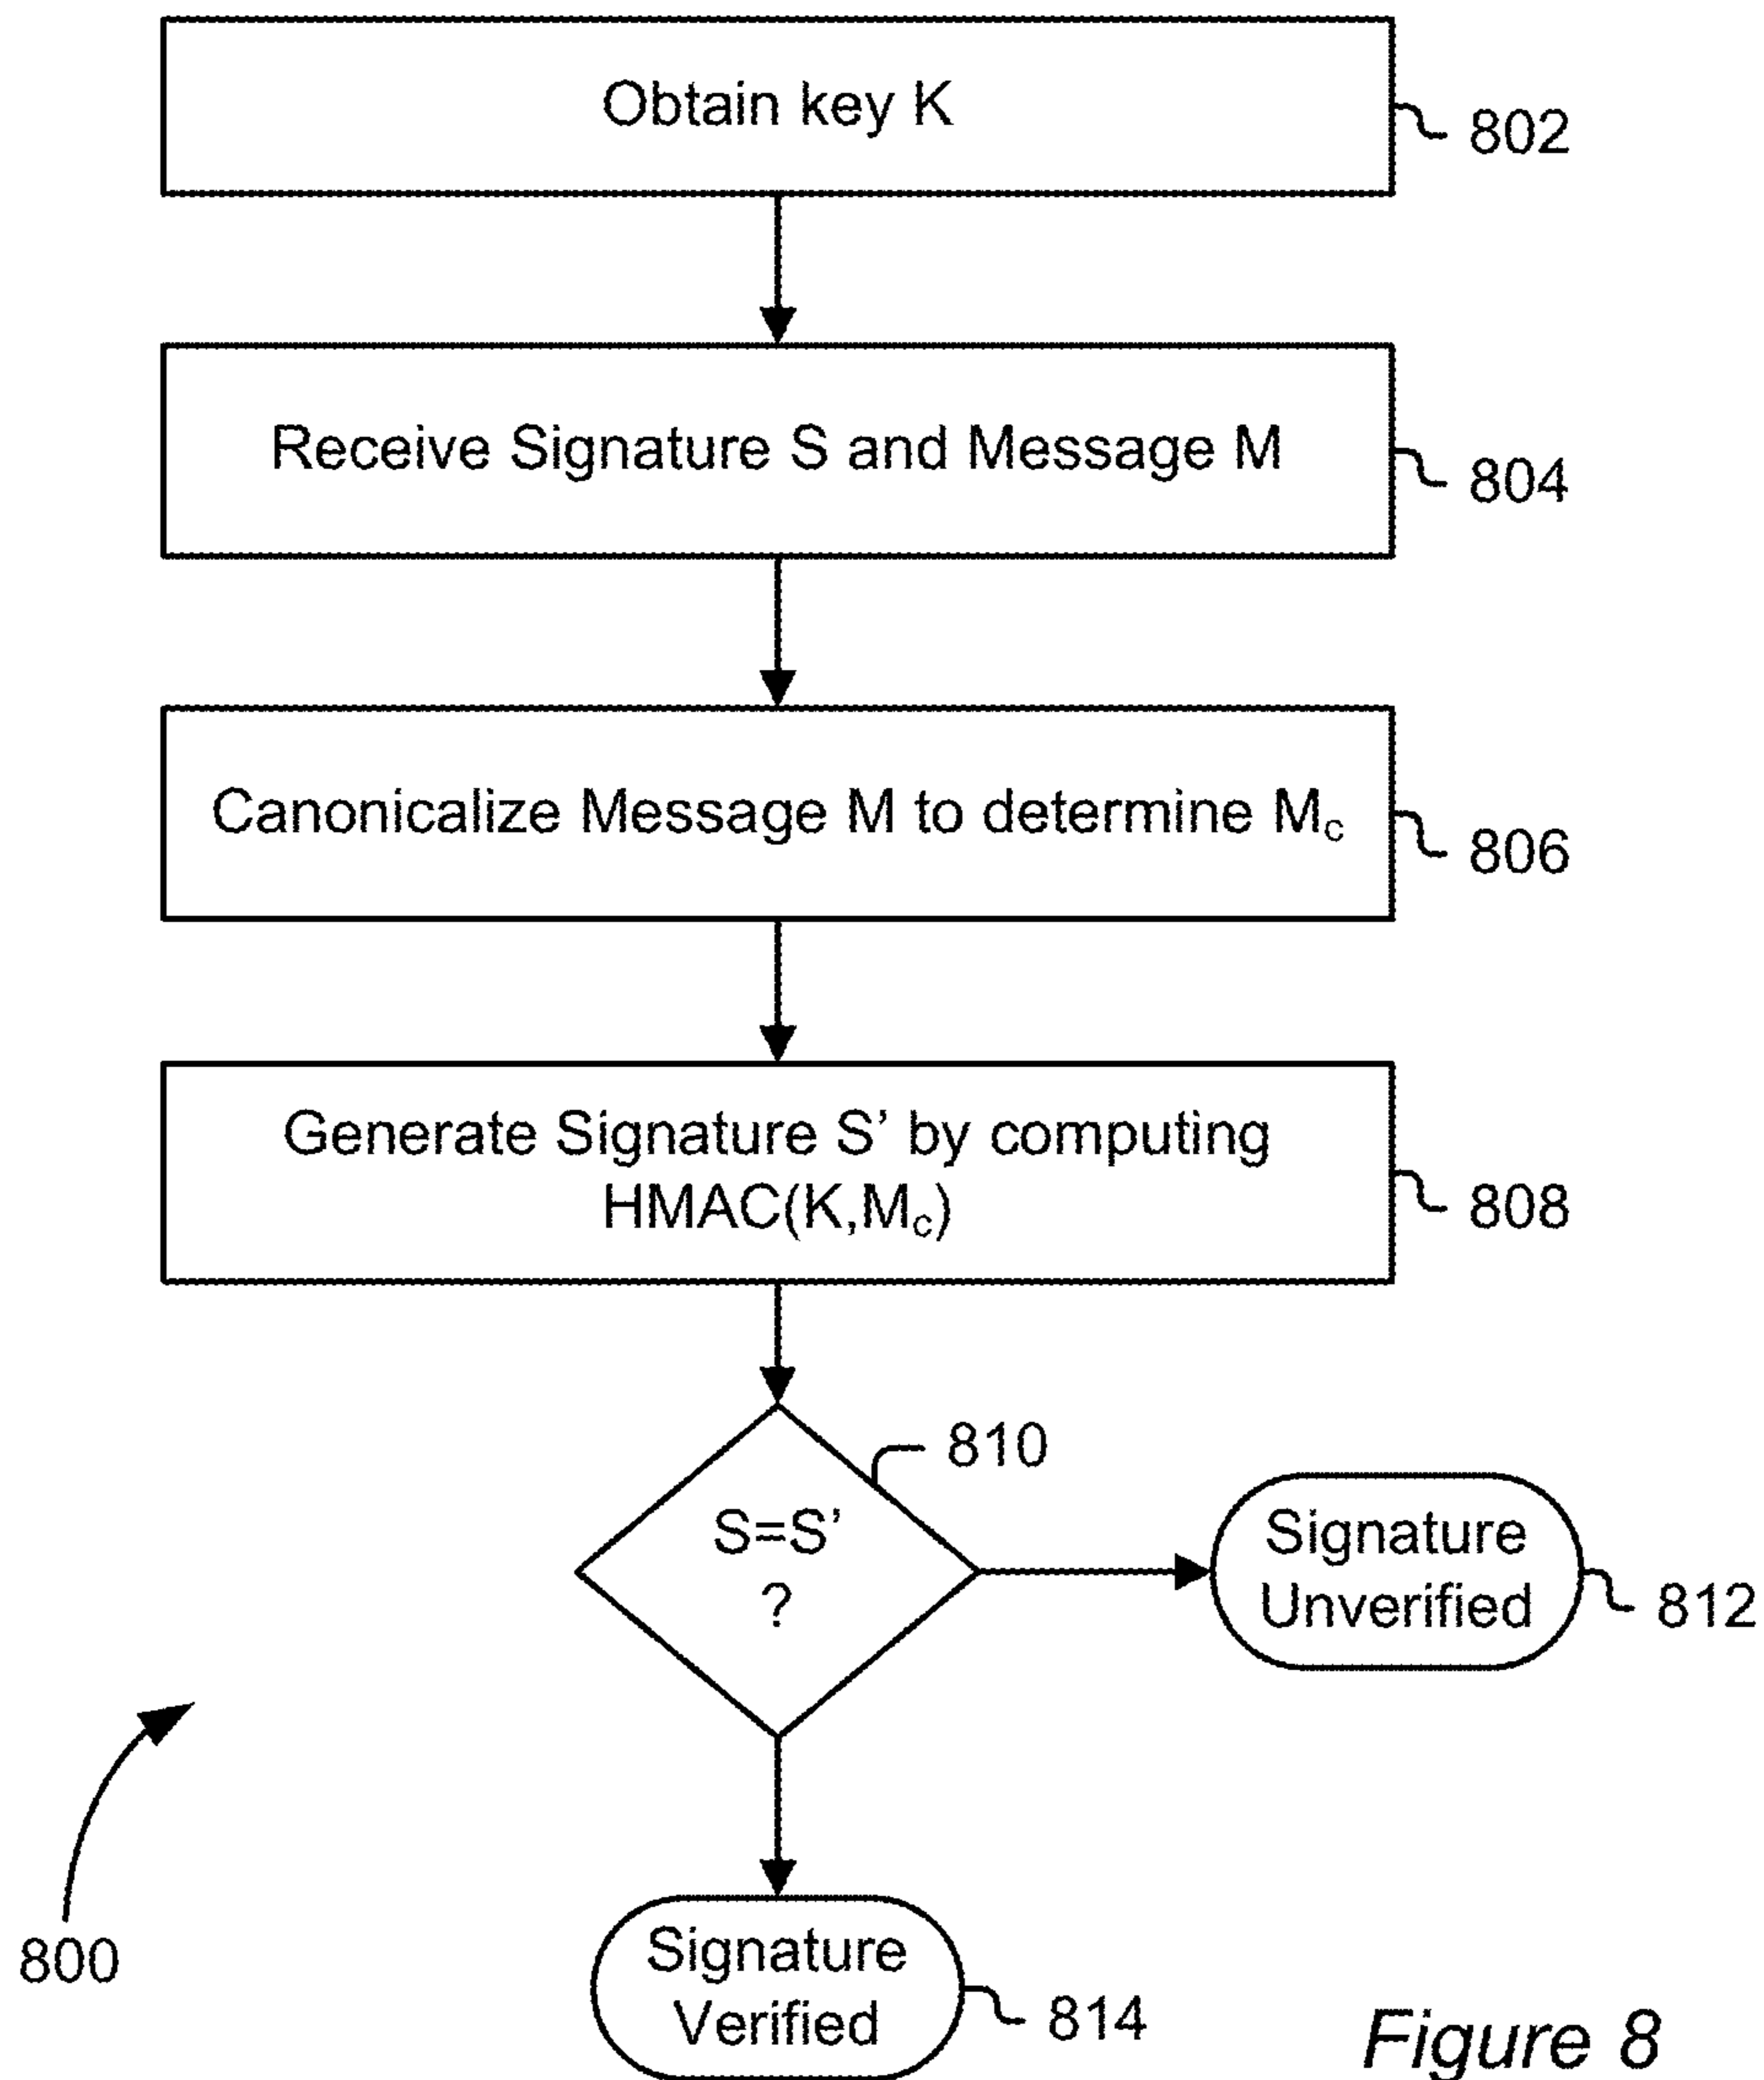 Obtain key K
802
Receive Signature S and Message M
804
Canonicalize Message M to determine Mc
806
Generate Signature S’ by computing
HMAC(K,Mc)
808
810
S=S’
?
Signature
Unverified
812
800
Signature
Verified
814
Figure 8